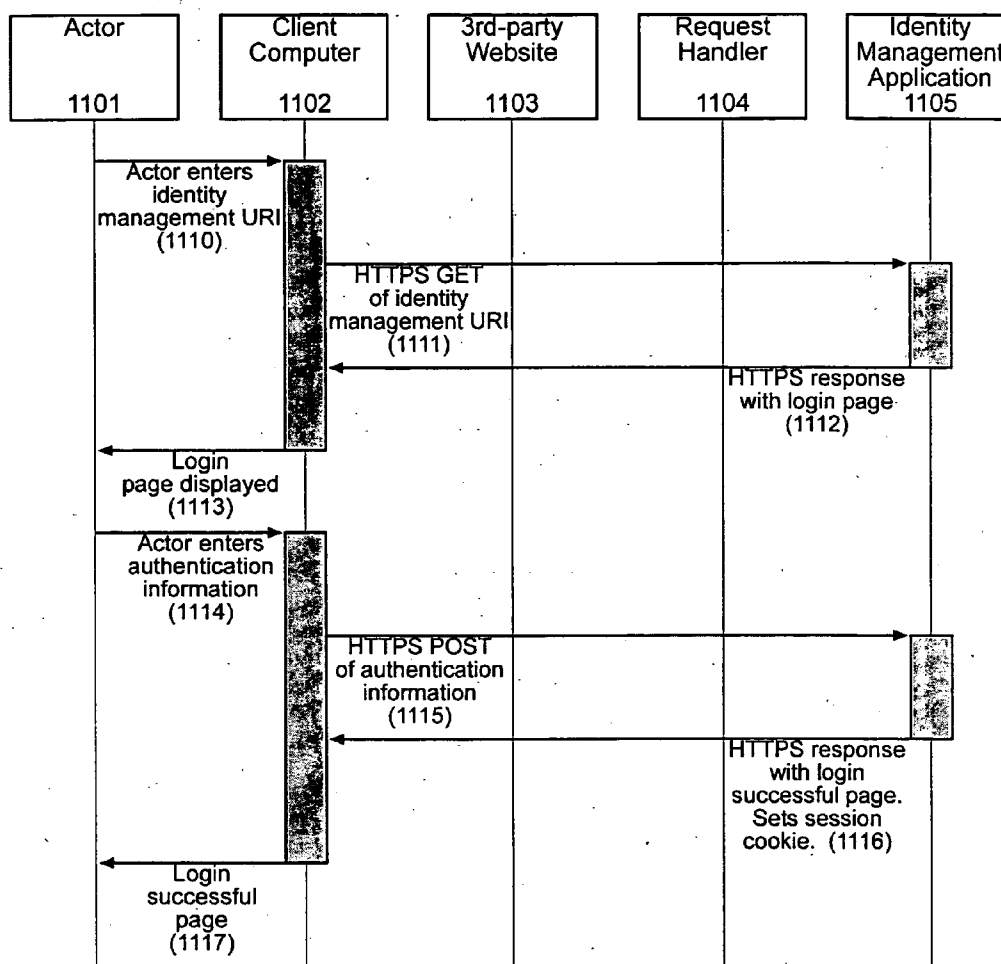 Actor
1101
Client
Computer
1102
3rd-party
Website
1103
Request
Handler
1104
Identity
Management
Application
1105
Actor enters
identity
management URI
(1110)
HTTPS GET
of identity
management URI
(1111)
HTTPS response
with login page
(1112)
Login
page displayed
(1113)
Actor enters
authentication
information
(1114)
HTTPS POST
of authentication
information
(1115)
HTTPS response
with login
successful page.
Sets session
cookie. (1116)
Login
successful
page
(1117)